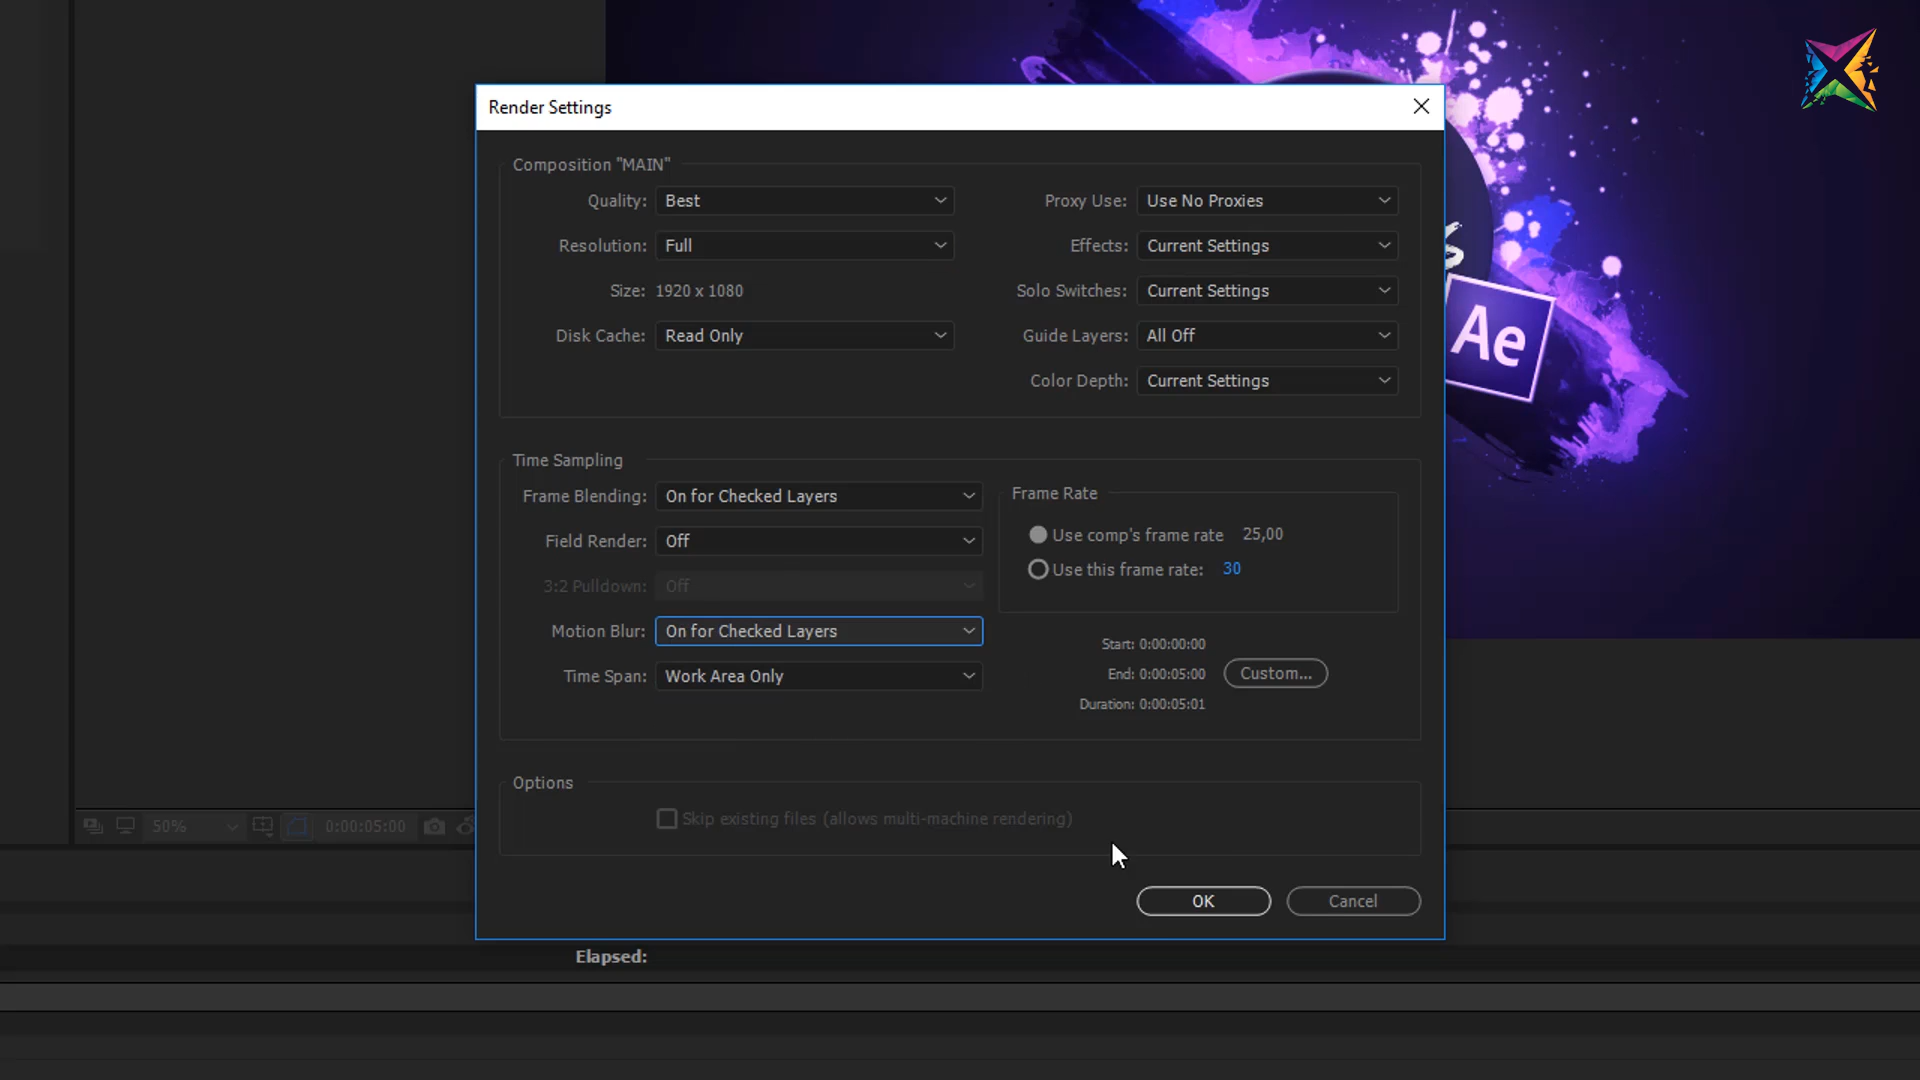 Render Settings
Composition "MAIN"
Quality: Best
Proxy Use: Use No Proxies
Resolution: Full
Effects: Current Settings
Size: 1920 x 1080
Solo Switches: Current Settings
Disk Cache: Read Only
Guide Layers: All Off
Color Depth: Current Settings
Ae
Time Sampling
Frame Blending: On for Checked Layers
Frame Rate
Field Render: Off
Use comp's frame rate 25,00
3:2 Pulldown: Off
Use this frame rate: 30
Motion Blur: On for Checked Layers
Start: 0:00:00:00
Time Span: Work Area Only
End: 0:00:05:00
Custom...
Duration: 0:00:05:01
Options
Skip existing files (allows multi-machine rendering)
50%
0:00:05:00
OK
Cancel
Elapsed: